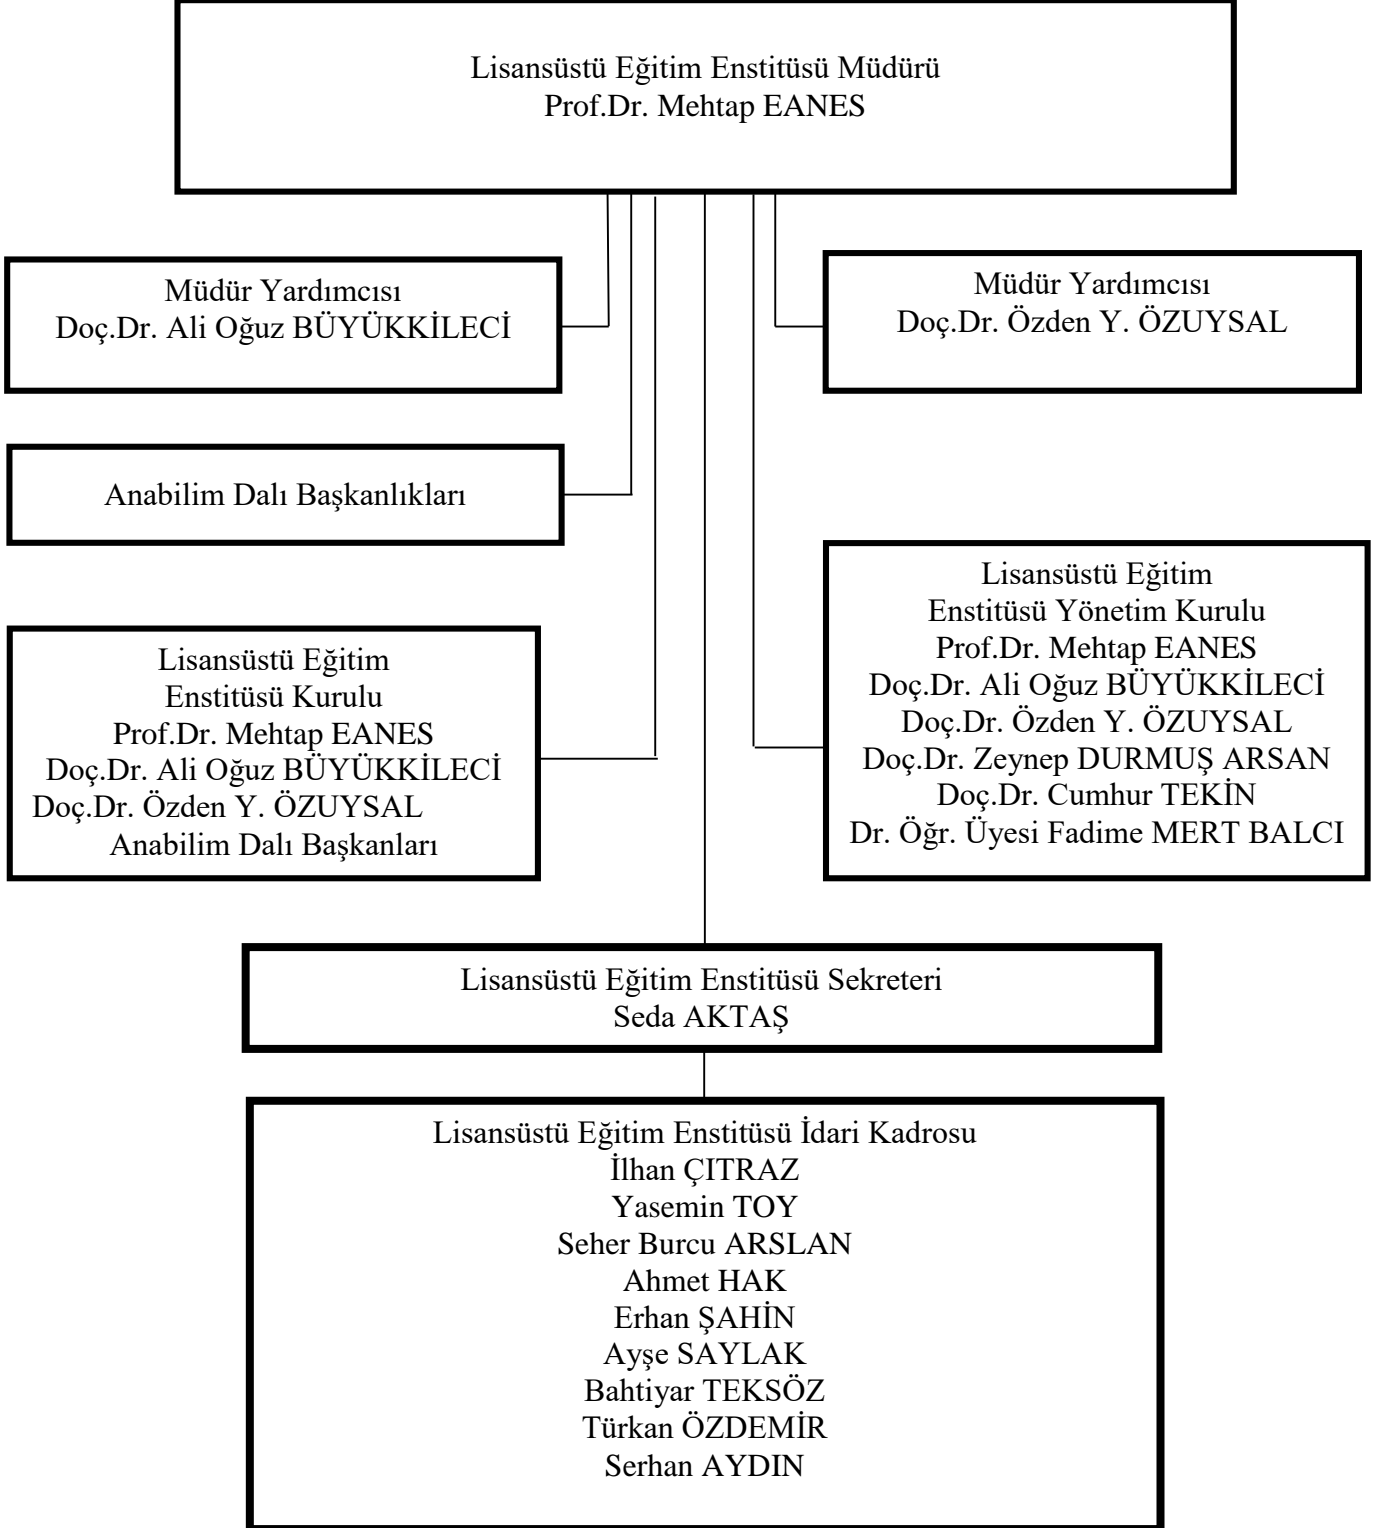 Lisansüstü Eğitim Enstitüsü Müdürü
Prof.Dr. Mehtap EANES
Müdür Yardımcısı
Doç.Dr. Ali Oğuz BÜYÜKKİLECİ
Müdür Yardımcısı
Doç.Dr. Özden Y. ÖZUYSAL
Anabilim Dalı Başkanlıkları
Lisansüstü Eğitim
Enstitüsü Kurulu
Prof.Dr. Mehtap EANES
Doç.Dr. Ali Oğuz BÜYÜKKİLECİ
Doç.Dr. Özden Y. ÖZUYSAL
Anabilim Dalı Başkanları
Lisansüstü Eğitim
Enstitüsü Yönetim Kurulu
Prof.Dr. Mehtap EANES
Doç.Dr. Ali Oğuz BÜYÜKKİLECİ
Doç.Dr. Özden Y. ÖZUYSAL
Doç.Dr. Zeynep DURMUŞ ARSAN
Doç.Dr. Cumhur TEKİN
Dr. Öğr. Üyesi Fadime MERT BALCI
Lisansüstü Eğitim Enstitüsü Sekreteri
Seda AKTAŞ
Lisansüstü Eğitim Enstitüsü İdari Kadrosu
İlhan ÇITRAZ
Yasemin TOY
Seher Burcu ARSLAN
Ahmet HAK
Erhan ŞAHİN
Ayşe SAYLAK
Bahtiyar TEKSÖZ
Türkan ÖZDEMİR
Serhan AYDIN